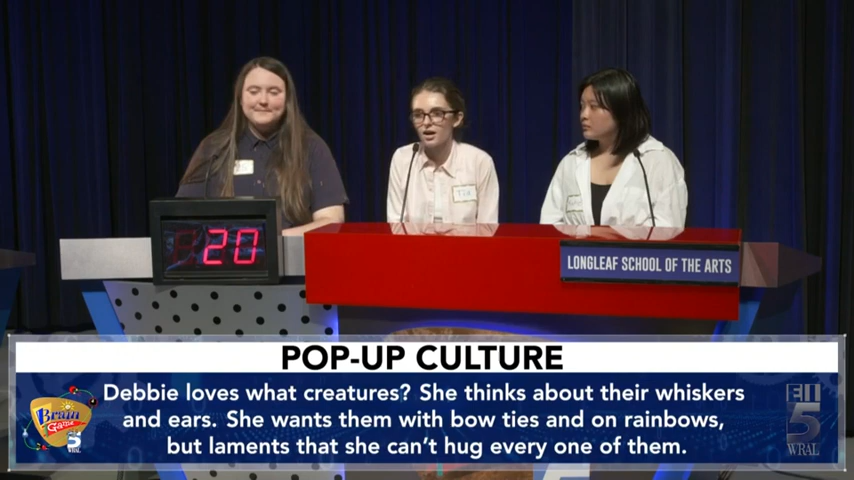 20
LONGLEAF SCHOOL OF THE ARTS
POP-UP CULTURE
Debbie loves what creatures? She thinks about their whiskers
and ears. She wants them with bow ties and on rainbows,
but laments that she can't hug every one of them.
Brain
Game
5
WRAL
5
WRAL